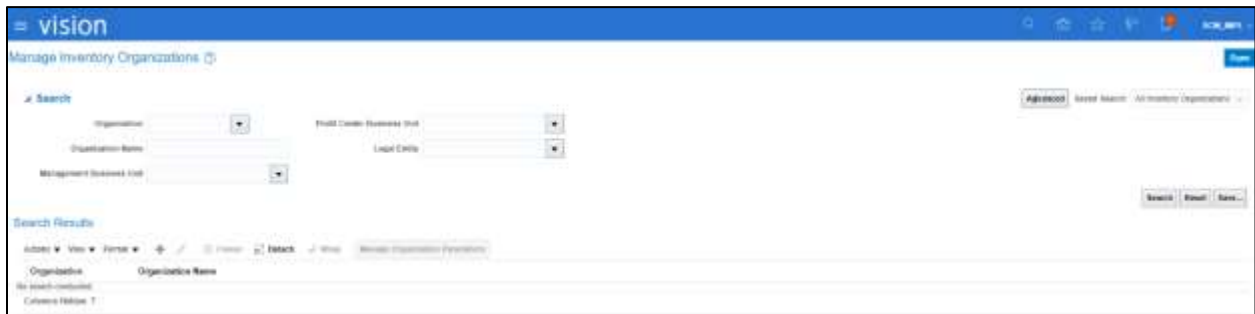 vision
SCM_IMPL
Manage Inventory Organizations
Done
Search
Advanced Saved Search All Inventory Organizations
Organization
Profit Center Business Unit
Organization Name
Legal Entity
Management Business Unit
Search Reset Save...
Search Results
Actions View Format Freeze Detach Wrap Manage Organization Parameters
Organization Organization Name
No search conducted.
Columns Hidden 7